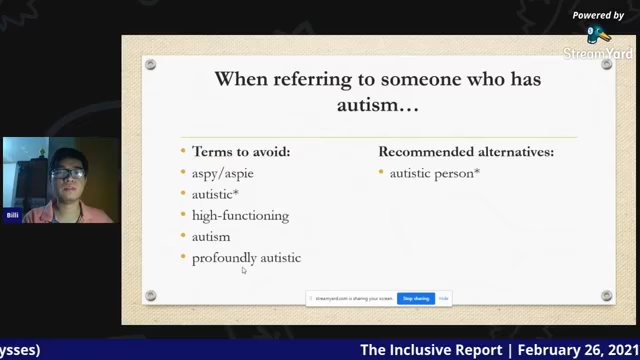 Powered by
StreamYard
When referring to someone who has
autism…
Terms to avoid:
aspy/aspie
autistic*
high-functioning
autism
profoundly autistic
Recommended alternatives:
autistic person*
Billi
streamyard.com is sharing your screen.
Stop sharing
Hide
ysses)
The Inclusive Report | February 26, 2021